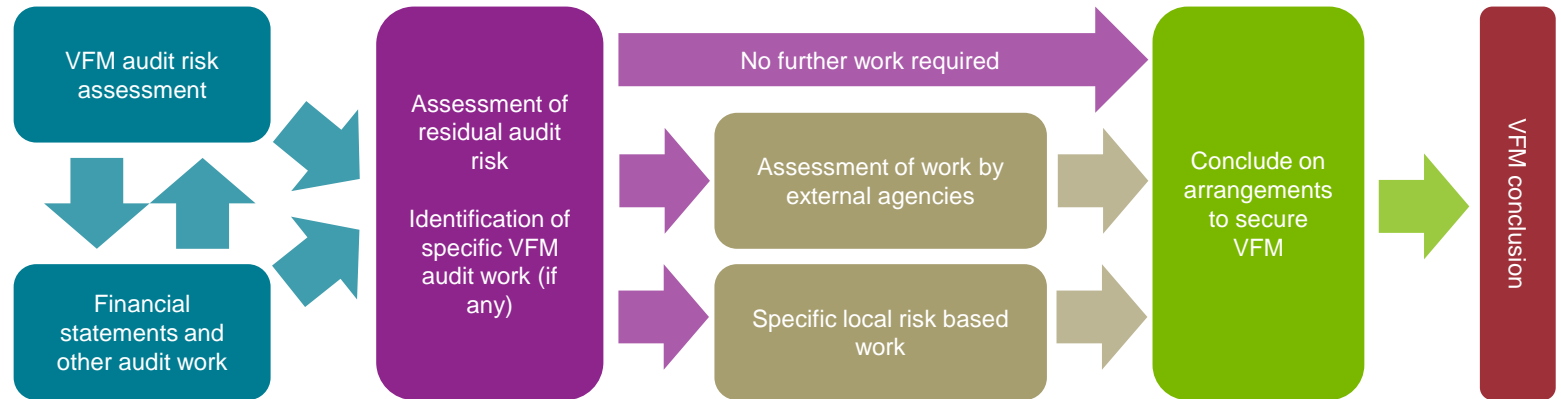 VFM audit risk
assessment
Financial
statements and
other audit work
Assessment of
residual audit
risk
Identification of
specific VFM
audit work (if
any)
No further work required
Assessment of work by
external agencies
Specific local risk based
work
Conclude on
arrangements
to secure
VFM
VFM conclusion